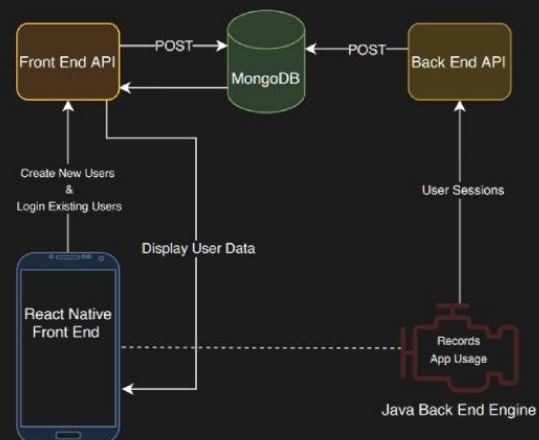 Front End API
POST
MongoDB
POST
Back End API
Create New Users
&
Login Existing Users
User Sessions
Display User Data
React Native
Front End
Records
App Usage
Java Back End Engine